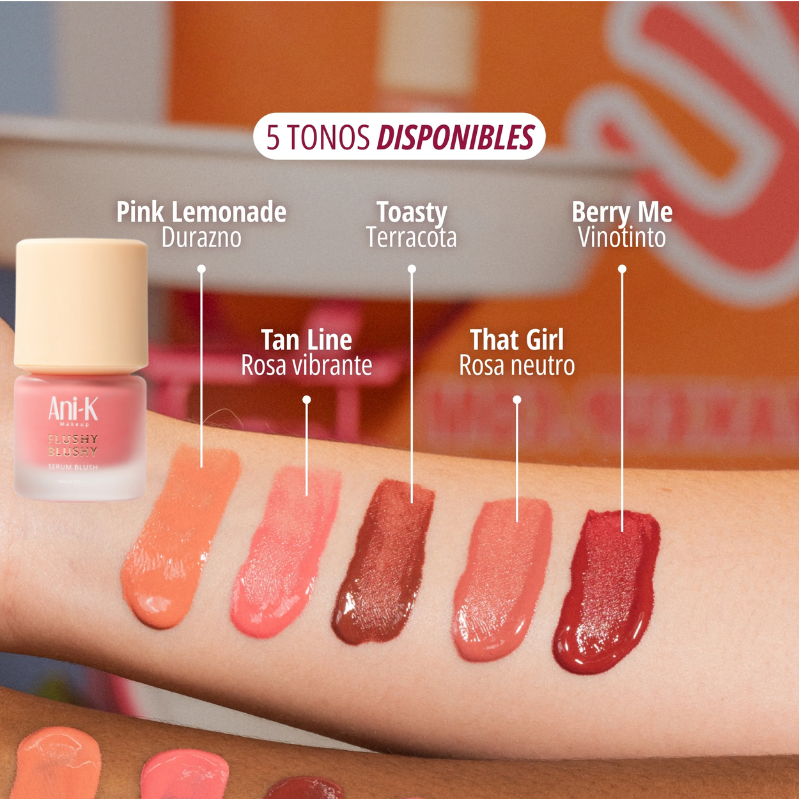 5 TONOS DISPONIBLES
Pink Lemonade
Durazno
Toasty
Terracota
Berry Me
Vinotinto
Tan Line
Rosa vibrante
That Girl
Rosa neutro
Ani-K
Makeup
FLUSHY
BLUSHY
SERUM BLUSH